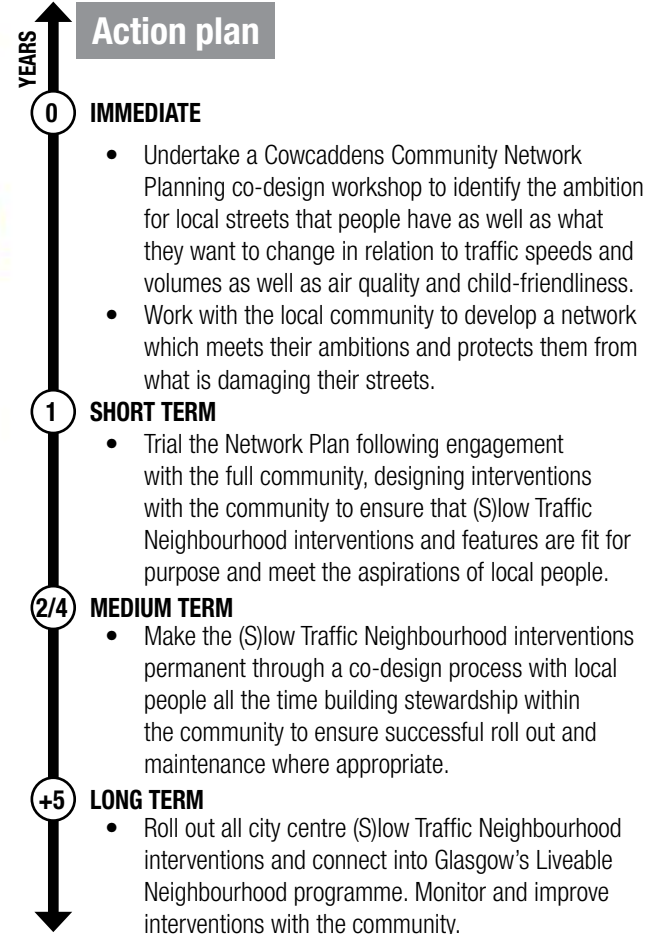 YEARS
Action plan
0 IMMEDIATE
• Undertake a Cowcaddens Community Network
Planning co-design workshop to identify the ambition
for local streets that people have as well as what
they want to change in relation to traffic speeds and
volumes as well as air quality and child-friendliness.
• Work with the local community to develop a network
which meets their ambitions and protects them from
what is damaging their streets.
1 SHORT TERM
• Trial the Network Plan following engagement
with the full community, designing interventions
with the community to ensure that (S)low Traffic
Neighbourhood interventions and features are fit for
purpose and meet the aspirations of local people.
2/4 MEDIUM TERM
• Make the (S)low Traffic Neighbourhood interventions
permanent through a co-design process with local
people all the time building stewardship within
the community to ensure successful roll out and
maintenance where appropriate.
+5 LONG TERM
• Roll out all city centre (S)low Traffic Neighbourhood
interventions and connect into Glasgow's Liveable
Neighbourhood programme. Monitor and improve
interventions with the community.